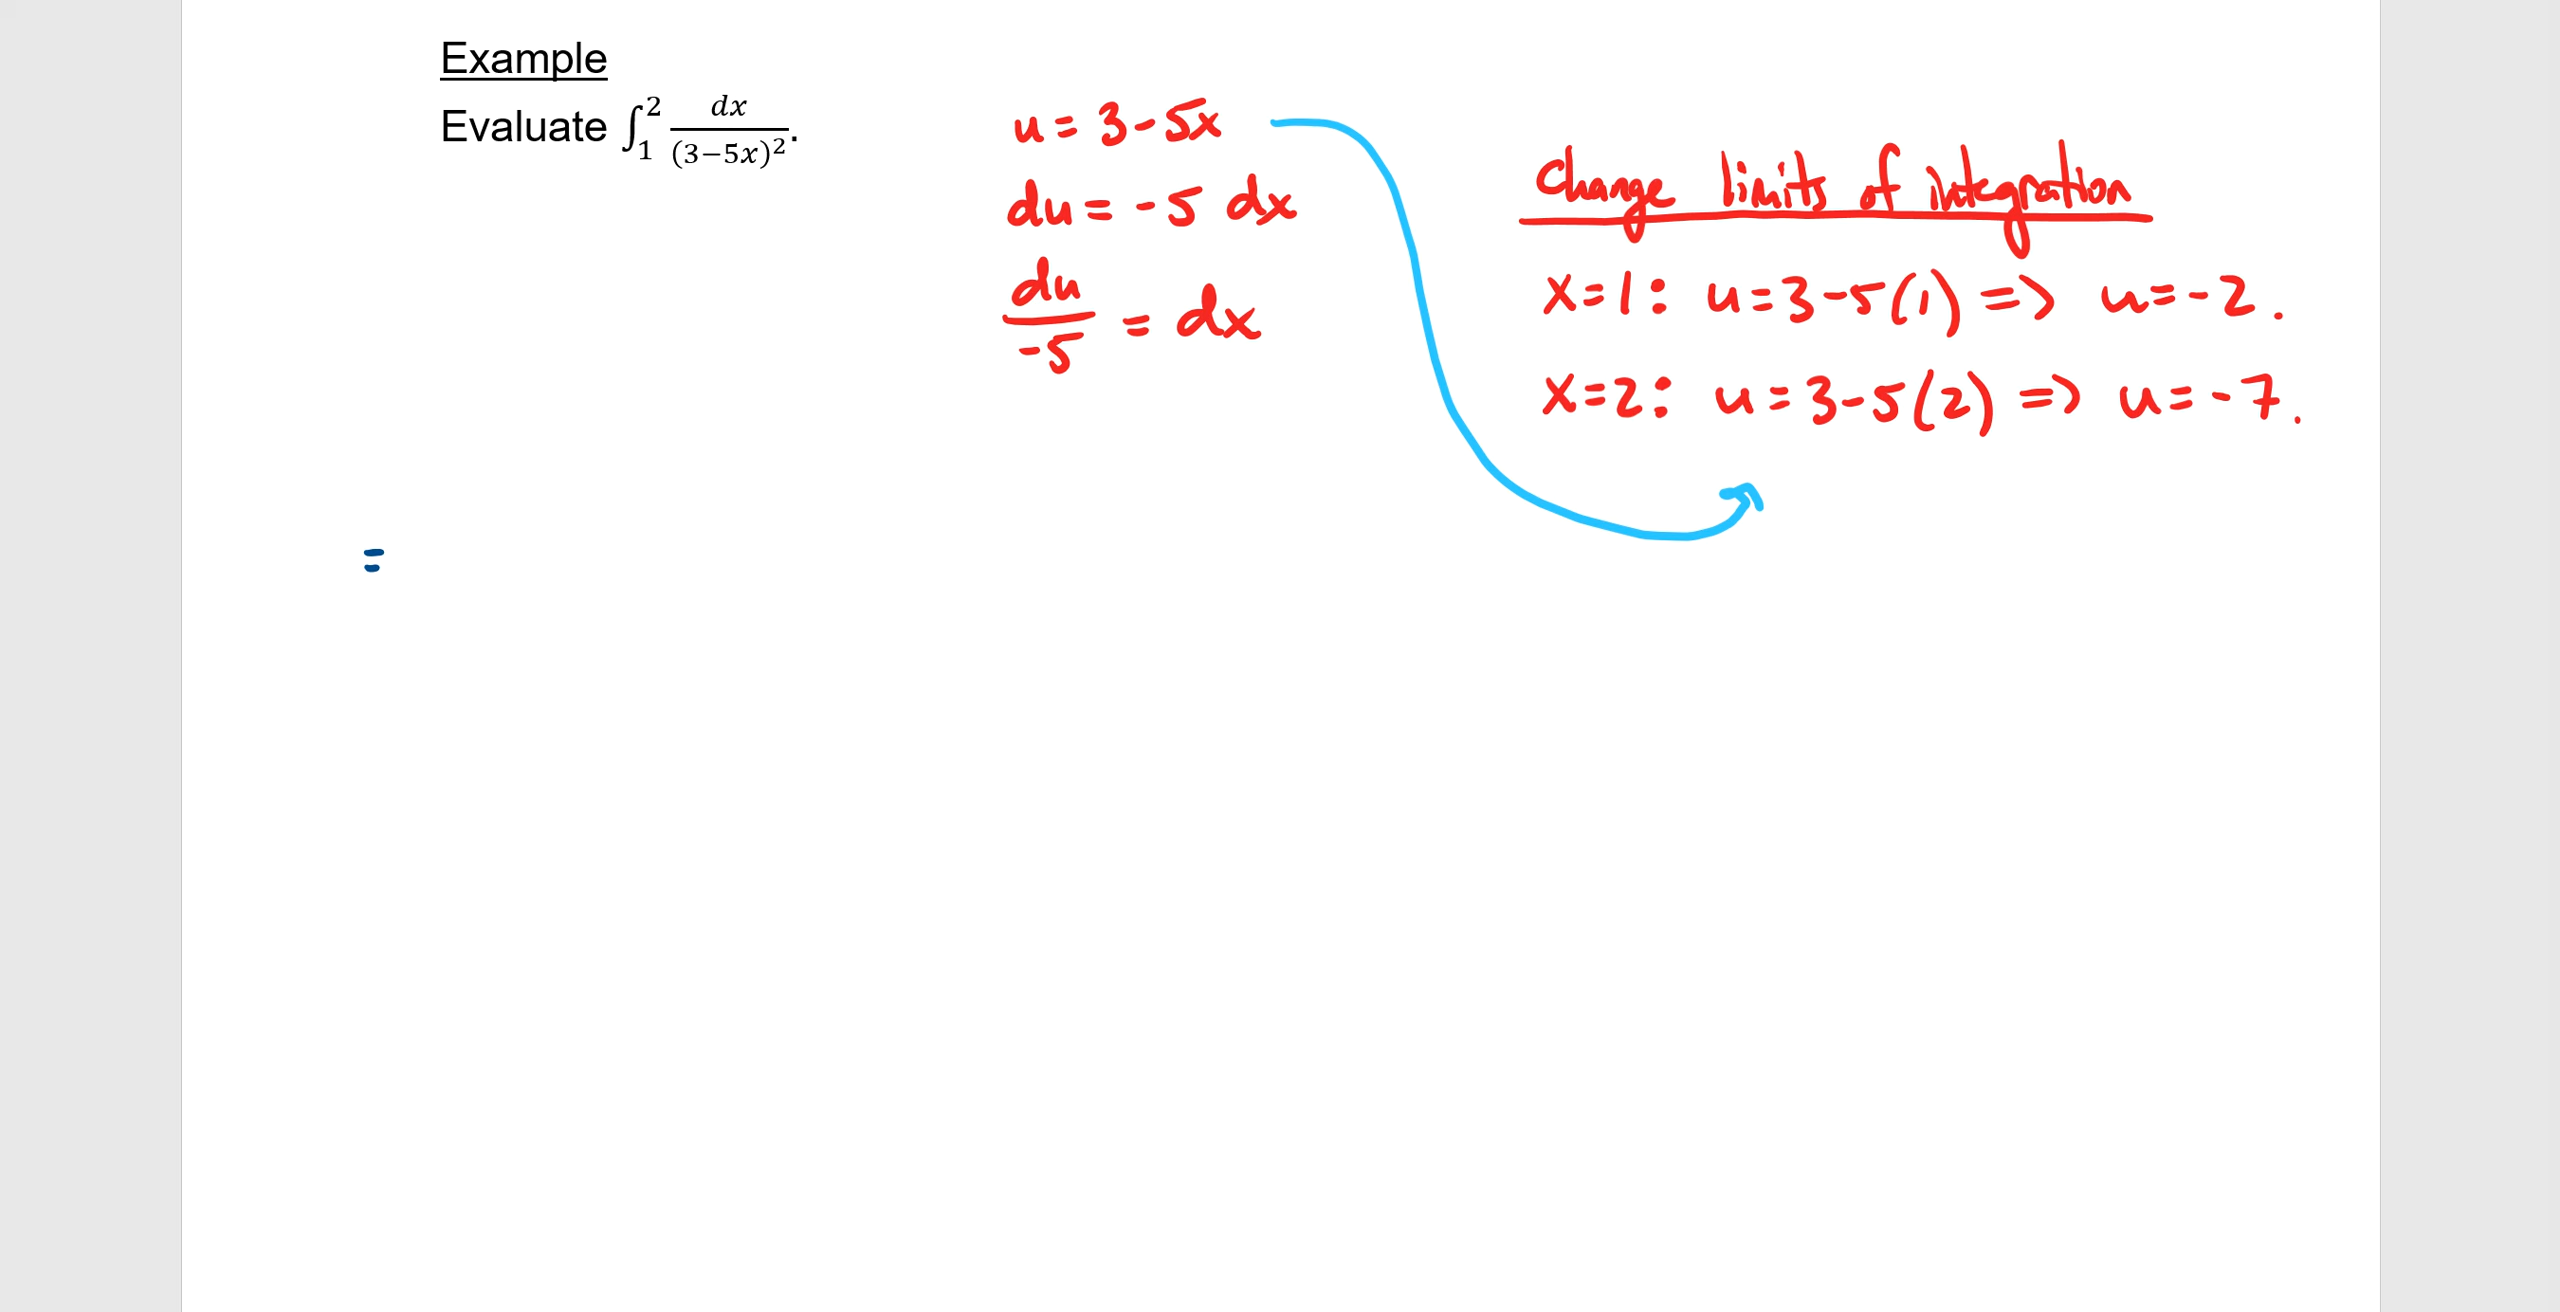 Example
Evaluate ∫₁² dx/(3−5x)².
u = 3-5x
du = -5 dx
du/-5 = dx
Change limits of integration
x=1: u=3-5(1) => u=-2.
x=2: u=3-5(2) => u=-7.
=